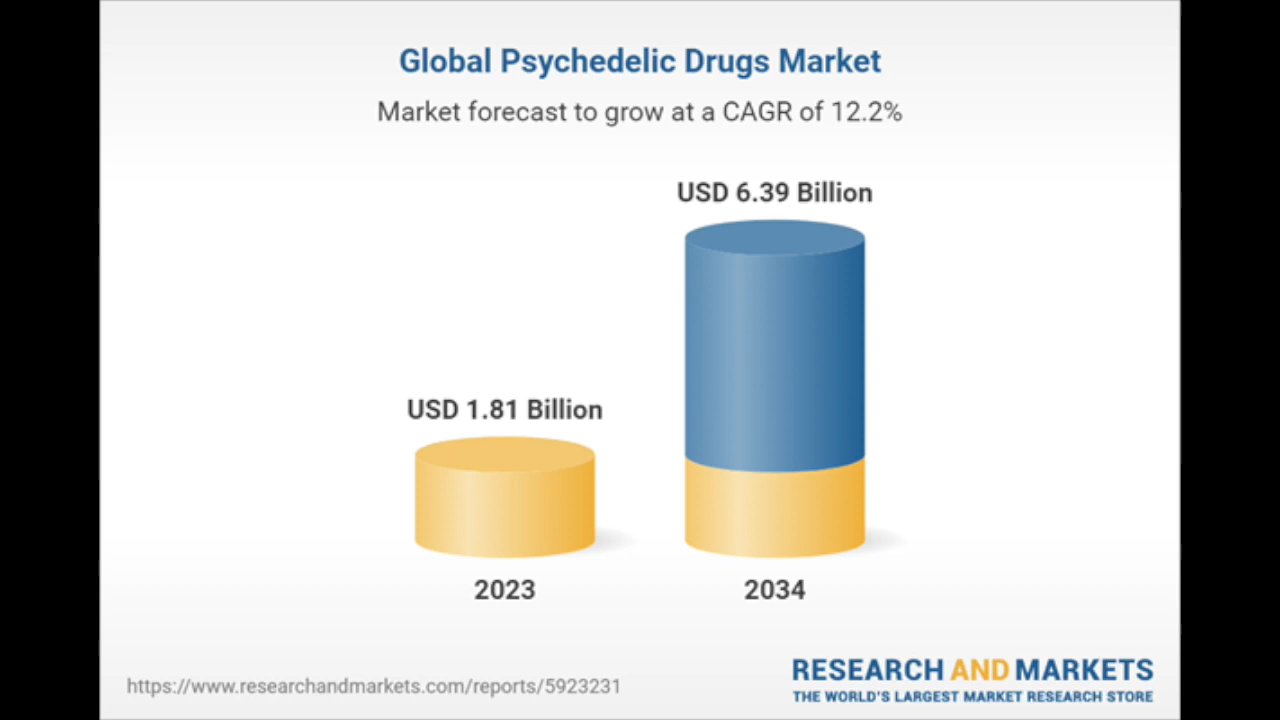 Global Psychedelic Drugs Market
Market forecast to grow at a CAGR of 12.2%
USD 6.39 Billion
USD 1.81 Billion
2023 2034
https://www.researchandmarkets.com/reports/5923231
RESEARCH AND MARKETS
THE WORLD'S LARGEST MARKET RESEARCH STORE